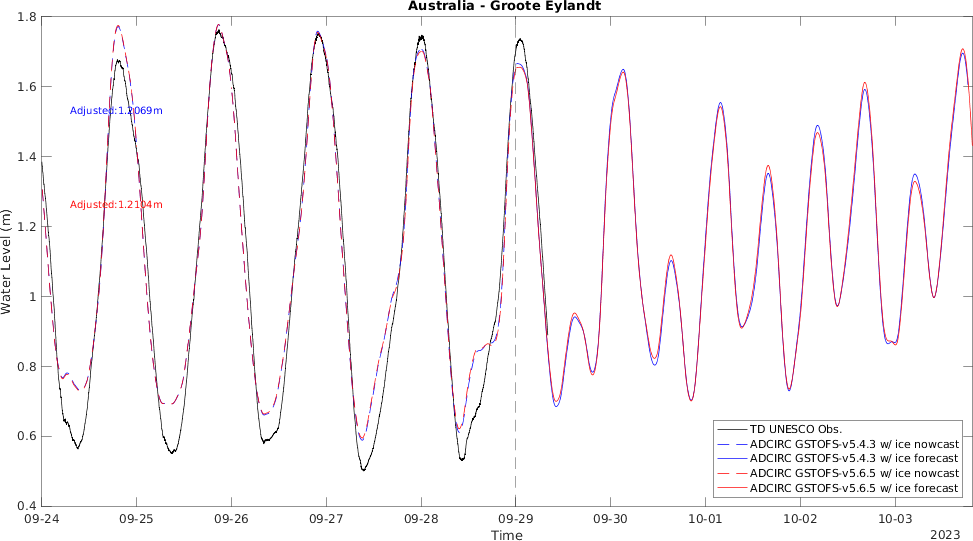 Australia - Groote Eylandt
1.8
1.6
1.4
1.2
1
0.8
0.6
0.4
Water Level (m)
Adjusted:1.2069m
Adjusted:1.2104m
TD UNESCO Obs.
ADCIRC GSTOFS-v5.4.3 w/ ice nowcast
ADCIRC GSTOFS-v5.4.3 w/ ice forecast
ADCIRC GSTOFS-v5.6.5 w/ ice nowcast
ADCIRC GSTOFS-v5.6.5 w/ ice forecast
09-24 09-25 09-26 09-27 09-28 09-29 09-30 10-01 10-02 10-03
Time
2023